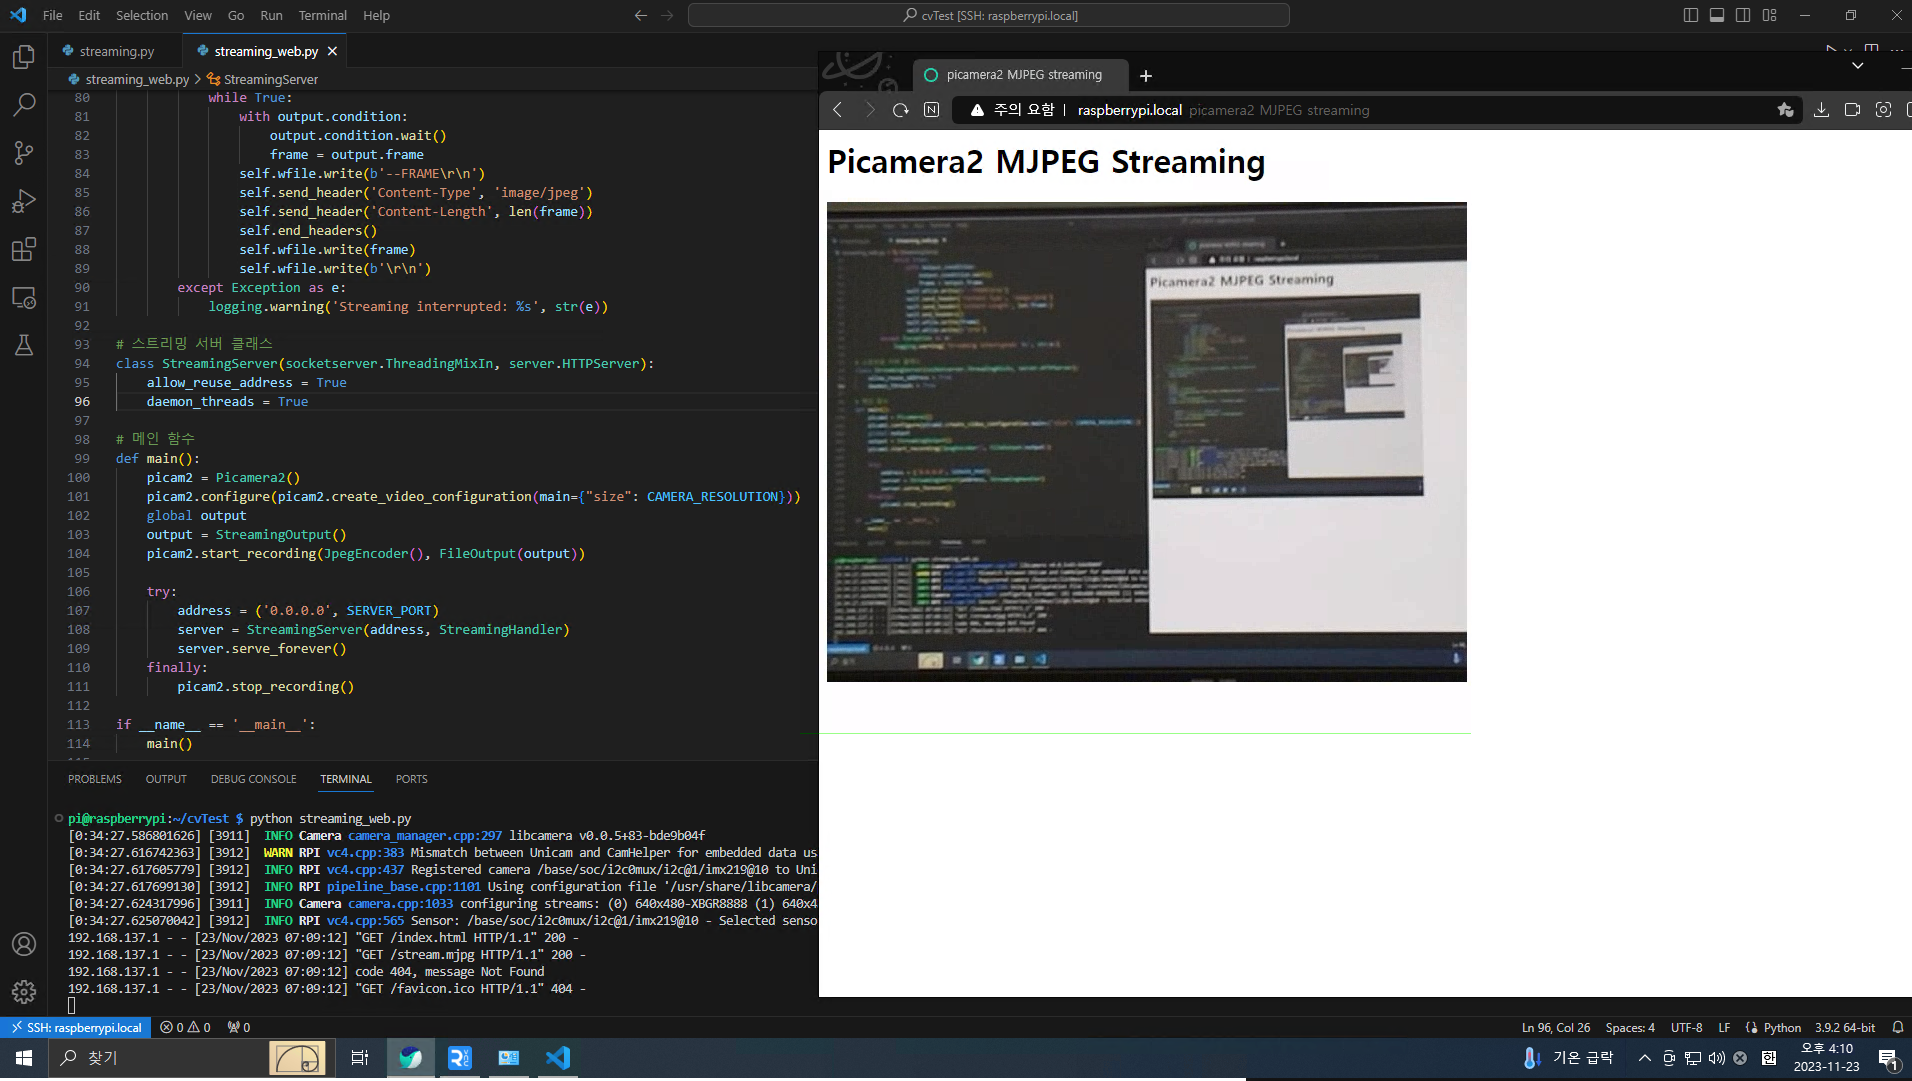 File Edit Selection View Go Run Terminal Help
cvTest [SSH: raspberrypi.local]
streaming.py
streaming_web.py
streaming_web.py > StreamingServer
80 while True:
81 with output.condition:
82 output.condition.wait()
83 frame = output.frame
84 self.wfile.write(b'--FRAME\r\n')
85 self.send_header('Content-Type', 'image/jpeg')
86 self.send_header('Content-Length', len(frame))
87 self.end_headers()
88 self.wfile.write(frame)
89 self.wfile.write(b'\r\n')
90 except Exception as e:
91 logging.warning('Streaming interrupted: %s', str(e))
92
93 # 스트리밍 서버 클래스
94 class StreamingServer(socketserver.ThreadingMixIn, server.HTTPServer):
95 allow_reuse_address = True
96 daemon_threads = True
97
98 # 메인 함수
99 def main():
100 picam2 = Picamera2()
101 picam2.configure(picam2.create_video_configuration(main={"size": CAMERA_RESOLUTION}))
102 global output
103 output = StreamingOutput()
104 picam2.start_recording(JpegEncoder(), FileOutput(output))
105
106 try:
107 address = ('0.0.0.0', SERVER_PORT)
108 server = StreamingServer(address, StreamingHandler)
109 server.serve_forever()
110 finally:
111 picam2.stop_recording()
112
113 if __name__ == '__main__':
114 main()
PROBLEMS OUTPUT DEBUG CONSOLE TERMINAL PORTS
pi@raspberrypi:~/cvTest $ python streaming_web.py
[0:34:27.586801626] [3911] INFO Camera camera_manager.cpp:297 libcamera v0.0.5+83-bde9b04f
[0:34:27.616742363] [3912] WARN RPI vc4.cpp:383 Mismatch between Unicam and CamHelper for embedded data us
[0:34:27.617605779] [3912] INFO RPI vc4.cpp:437 Registered camera /base/soc/i2c0mux/i2c@1/imx219@10 to Uni
[0:34:27.617699130] [3912] INFO RPI pipeline_base.cpp:1101 Using configuration file '/usr/share/libcamera/
[0:34:27.624317996] [3911] INFO Camera camera.cpp:1033 configuring streams: (0) 640x480-XBGR8888 (1) 640x4
[0:34:27.625070042] [3912] INFO RPI vc4.cpp:565 Sensor: /base/soc/i2c0mux/i2c@1/imx219@10 - Selected senso
192.168.137.1 - - [23/Nov/2023 07:09:12] "GET /index.html HTTP/1.1" 200 -
192.168.137.1 - - [23/Nov/2023 07:09:12] "GET /stream.mjpg HTTP/1.1" 200 -
192.168.137.1 - - [23/Nov/2023 07:09:12] code 404, message Not Found
192.168.137.1 - - [23/Nov/2023 07:09:12] "GET /favicon.ico HTTP/1.1" 404 -
picamera2 MJPEG streaming
주의 요함 | raspberrypi.local picamera2 MJPEG streaming
Picamera2 MJPEG Streaming
Picamera2 MJPEG Streaming
SSH: raspberrypi.local 0 0 0
Ln 96, Col 26 Spaces: 4 UTF-8 LF Python 3.9.2 64-bit
찾기
기온 급락
오후 4:10
2023-11-23
1